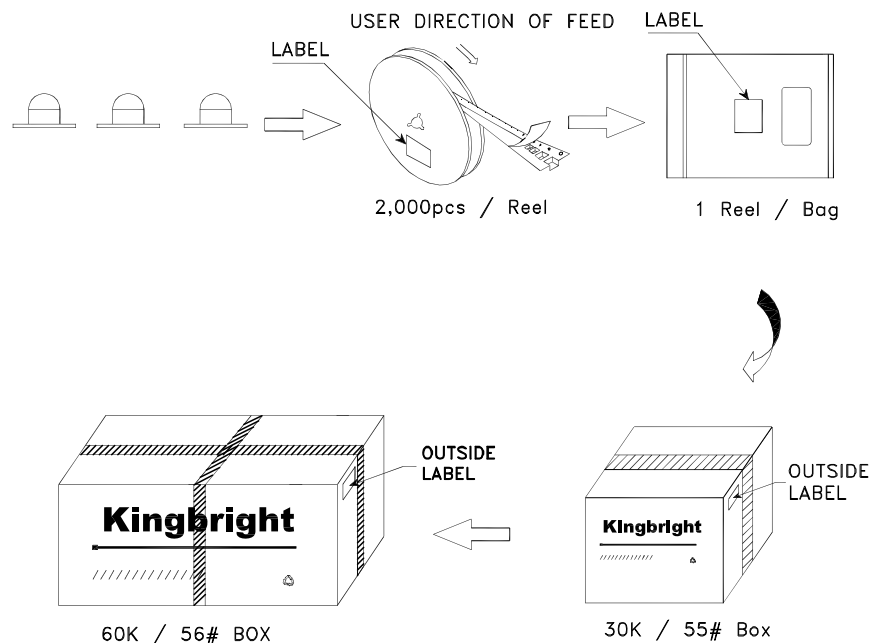 USER DIRECTION OF FEED
LABEL
LABEL
2,000pcs / Reel
1 Reel / Bag
OUTSIDE
LABEL
Kingbright
60K / 56# BOX
OUTSIDE
LABEL
Kingbright
30K / 55# Box